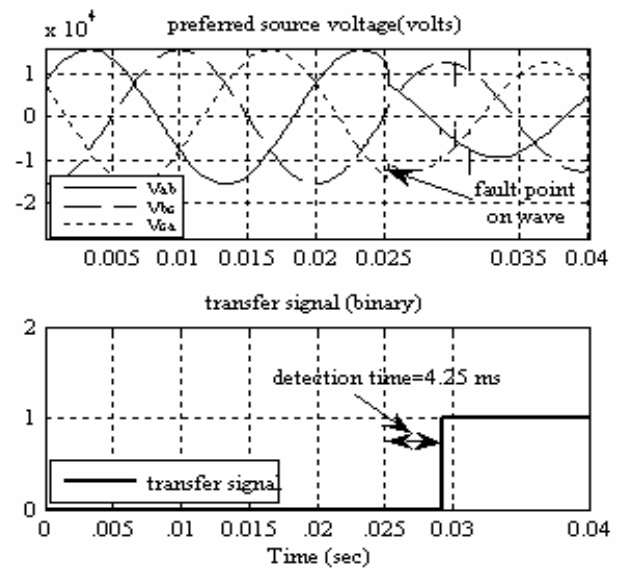 x 10⁴ preferred source voltage(volts)
1
0
-1
-2
Vab
Vbc
Vca
fault point
on wave
0.005 0.01 0.015 0.02 0.025 0.035 0.04
transfer signal (binary)
2
1
0
detection time=4.25 ms
transfer signal
0 .005 .01 .015 .02 .025 0.03 0.04
Time (sec)